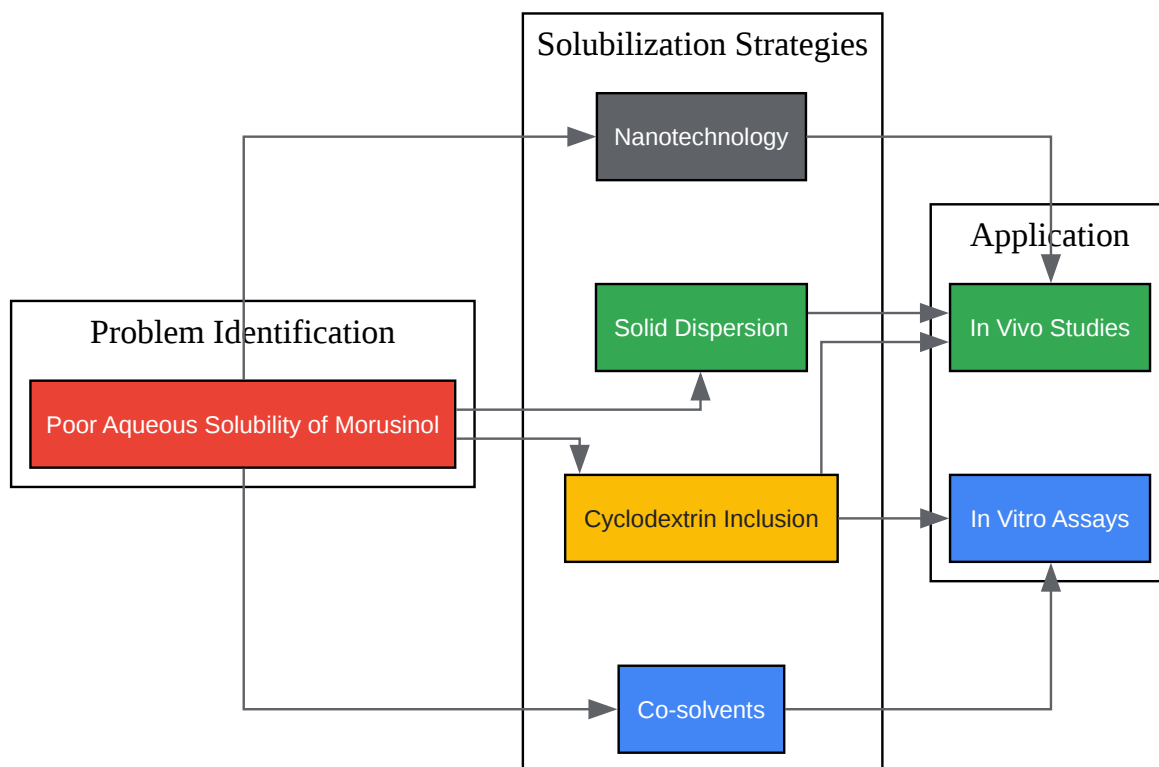 Solubilization Strategies
Nanotechnology
Application
Solid Dispersion
In Vivo Studies
Problem Identification
Poor Aqueous Solubility of Morusinol
Cyclodextrin Inclusion
In Vitro Assays
Co-solvents